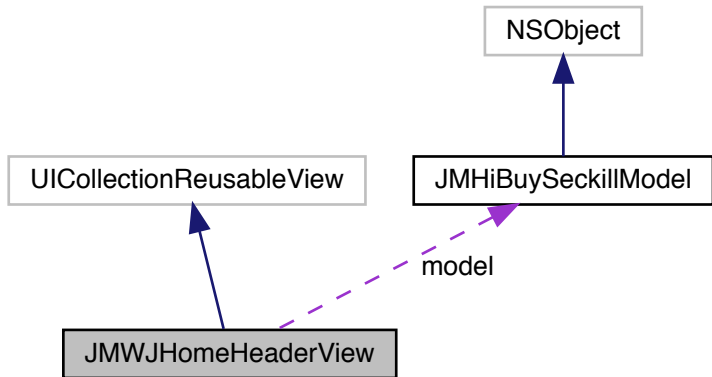 NSObject
UICollectionReusableView
JMHiBuySeckillModel
model
JMWJHomeHeaderView